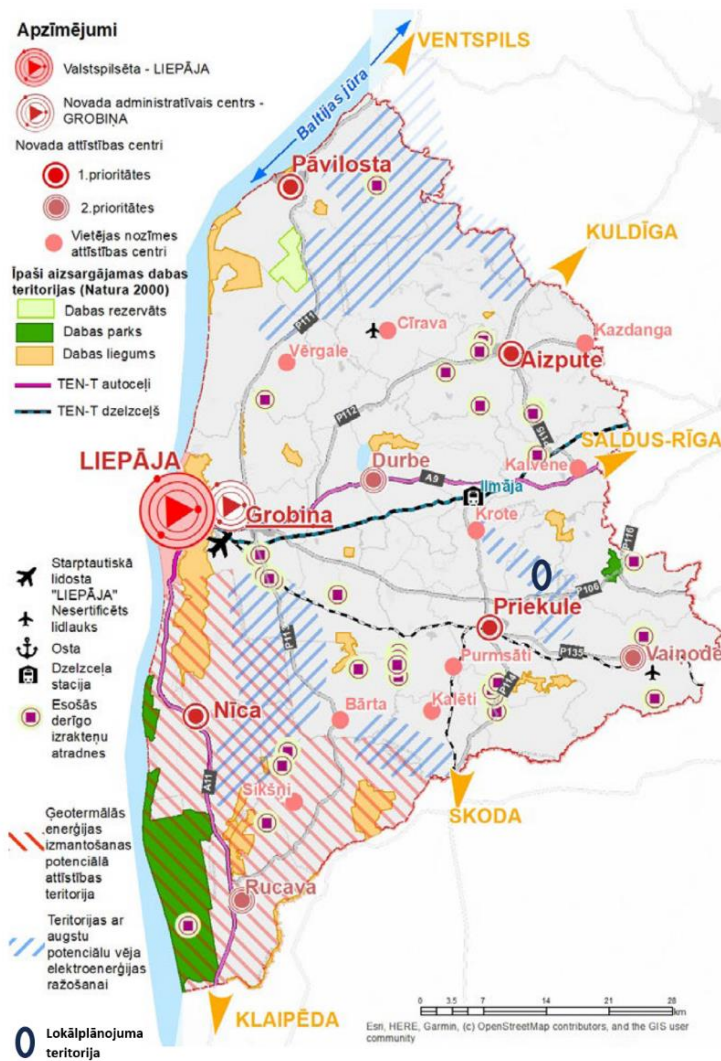 Apzīmējumi
Valstspilsēta - LIEPĀJA
Novada administratīvais centrs -
GROBIŅA
Novada attīstības centri
1.prioritātes
2.prioritātes
Vietējas nozīmes
attīstības centri
Īpaši aizsargājamas dabas
teritorijas (Natura 2000)
Dabas rezervāts
Dabas parks
Dabas liegums
TEN-T autoceļi
TEN-T dzelzceļš
Starptautiskā
lidosta
"LIEPĀJA"
Nesertificēts
lidlauks
Osta
Dzelzceļa
stacija
Esošās
derīgo
izrakteņu
atradnes
Ģeotermālās
enerģijas
izmantošanas
potenciālā
attīstības
teritorija
Teritorijas ar
augstu
potenciālu vēja
elektroenerģijas
ražošanai
Lokālplānojuma
teritorija
VENTSPILS
Baltijas jūra
Pāvilosta
KULDĪGA
P111
Cīrava
Kazdanga
Vērgale
Aizpute
P112
P115
SALDUS-RĪGA
LIEPĀJA
Durbe
Kalvene
A9
Ilmāja
Grobiņa
Krote
P116
P106
P113
Priekule
P135
Vaiņode
Purmsāti
P114
Nīca
Bārta
Kalēti
A11
Sikšņi
SKODA
Rucava
KLAIPĒDA
0 3.5 7 14 21 28
km
Esri, HERE, Garmin, (c) OpenStreetMap contributors, and the GIS user
community